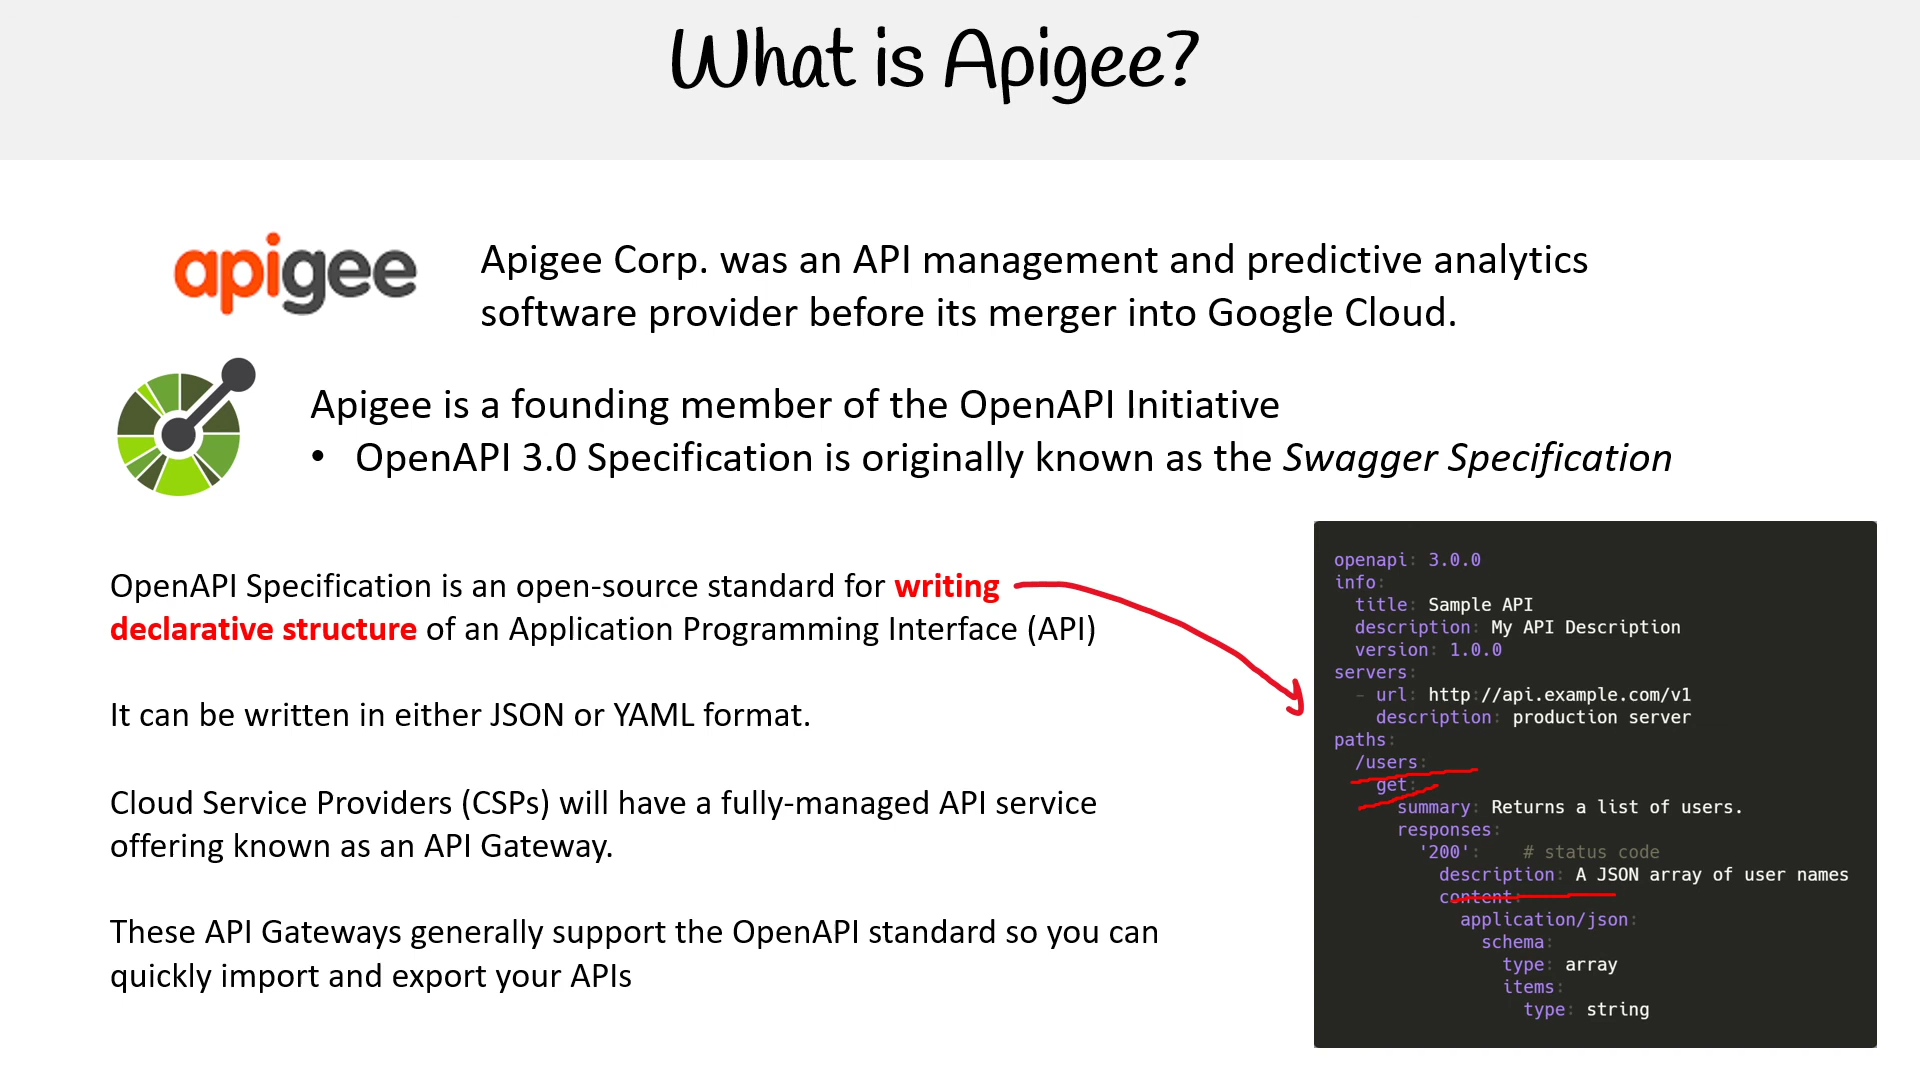 What is Apigee?
apigee
Apigee Corp. was an API management and predictive analytics
software provider before its merger into Google Cloud.
Apigee is a founding member of the OpenAPI Initiative
• OpenAPI 3.0 Specification is originally known as the Swagger Specification
OpenAPI Specification is an open-source standard for writing
declarative structure of an Application Programming Interface (API)
It can be written in either JSON or YAML format.
Cloud Service Providers (CSPs) will have a fully-managed API service
offering known as an API Gateway.
These API Gateways generally support the OpenAPI standard so you can
quickly import and export your APIs
openapi: 3.0.0
info:
  title: Sample API
  description: My API Description
  version: 1.0.0
servers:
  - url: http://api.example.com/v1
    description: production server
paths:
  /users:
    get:
      summary: Returns a list of users.
      responses:
        '200':    # status code
          description: A JSON array of user names
          content:
            application/json:
              schema:
                type: array
                items:
                  type: string